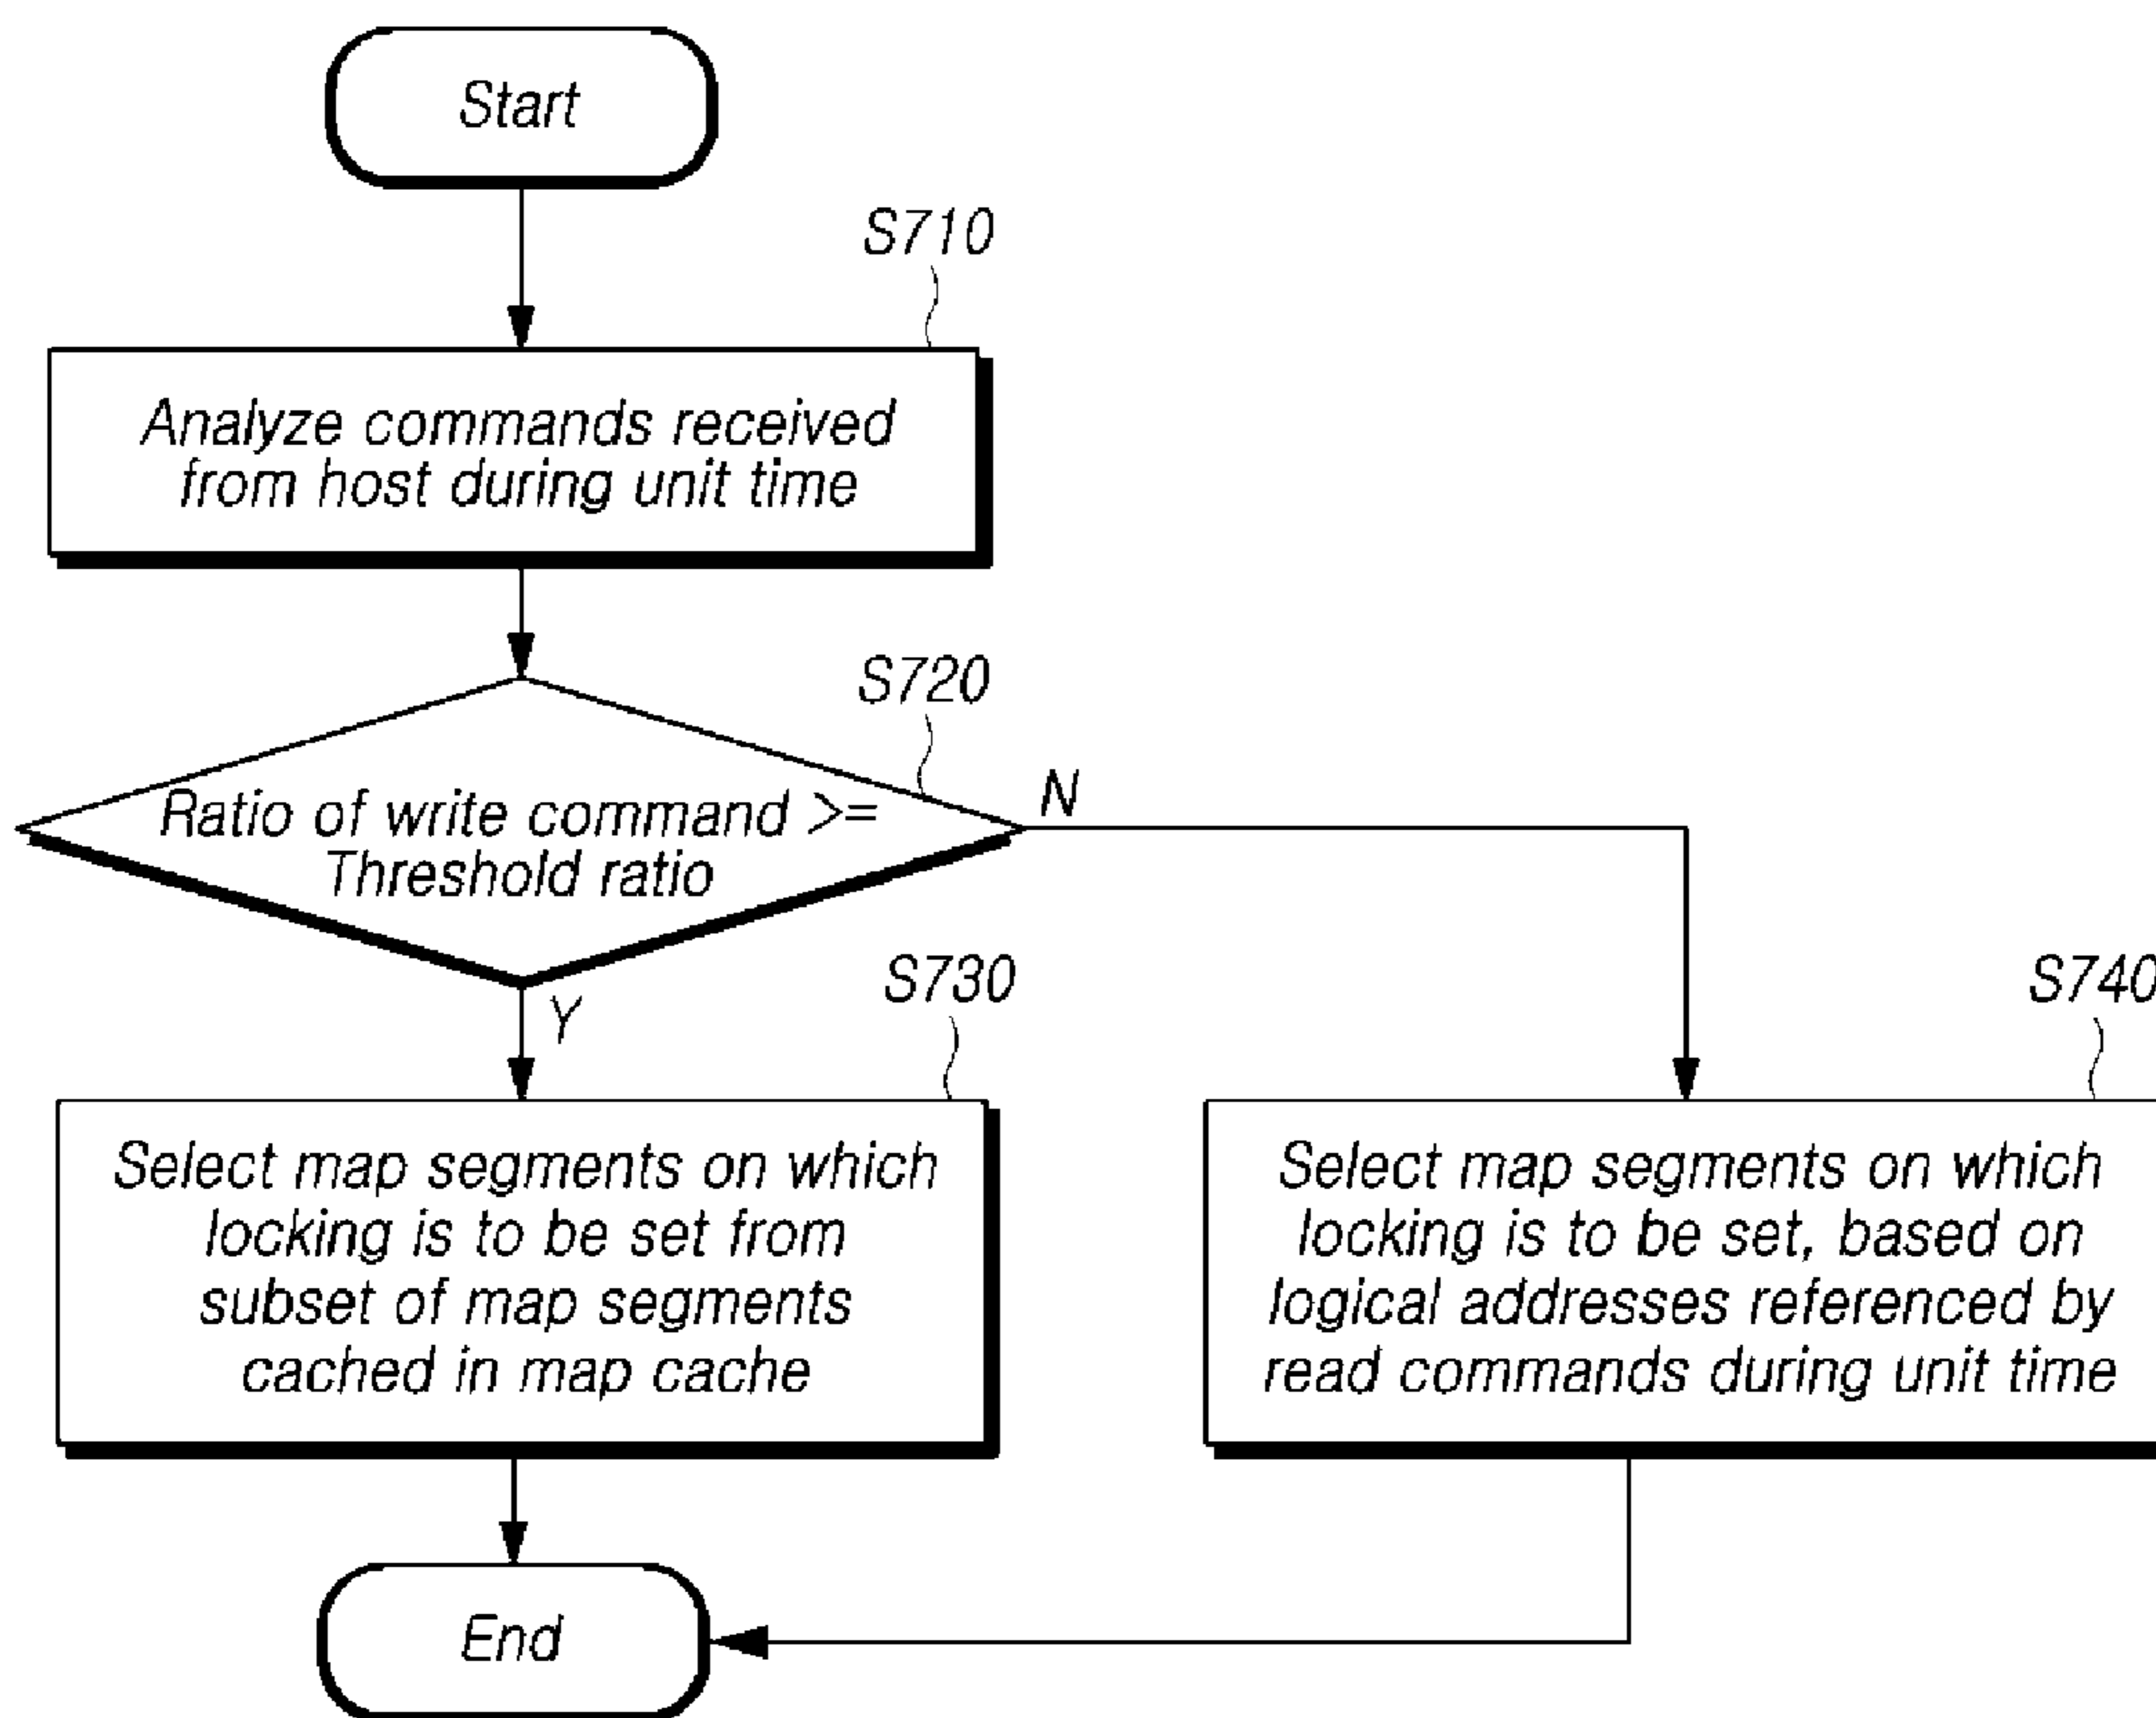 Start
S710
Analyze commands received
from host during unit time
S720
Ratio of write command >=
Threshold ratio
N
Y
S730
Select map segments on which
locking is to be set from
subset of map segments
cached in map cache
S740
Select map segments on which
locking is to be set, based on
logical addresses referenced by
read commands during unit time
End